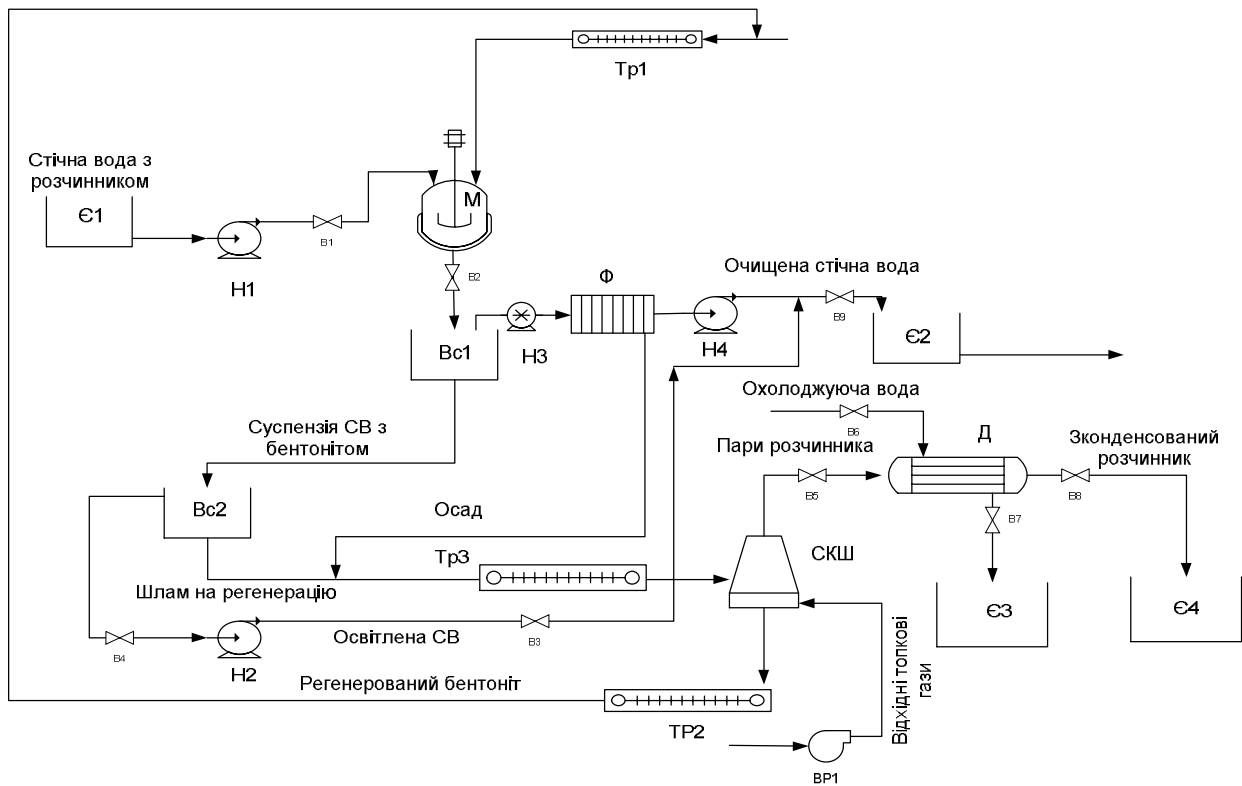 Тр1
Стічна вода з
розчинником
Є1
М
В1
Н1
В2
Ф
Очищена стічна вода
В9
Вс1
Н3
Н4
Є2
Охолоджуюча вода
В6
Суспензія СВ з
бентонітом
Д
Пари розчинника
Зконденсований
розчинник
В5
В8
Вс2
Осад
В7
Тр3
СКШ
Шлам на регенерацію
Є3
Є4
В4
Н2
Освітлена СВ
В3
Регенерований бентоніт
ТР2
Відхідні топкові
гази
ВР1